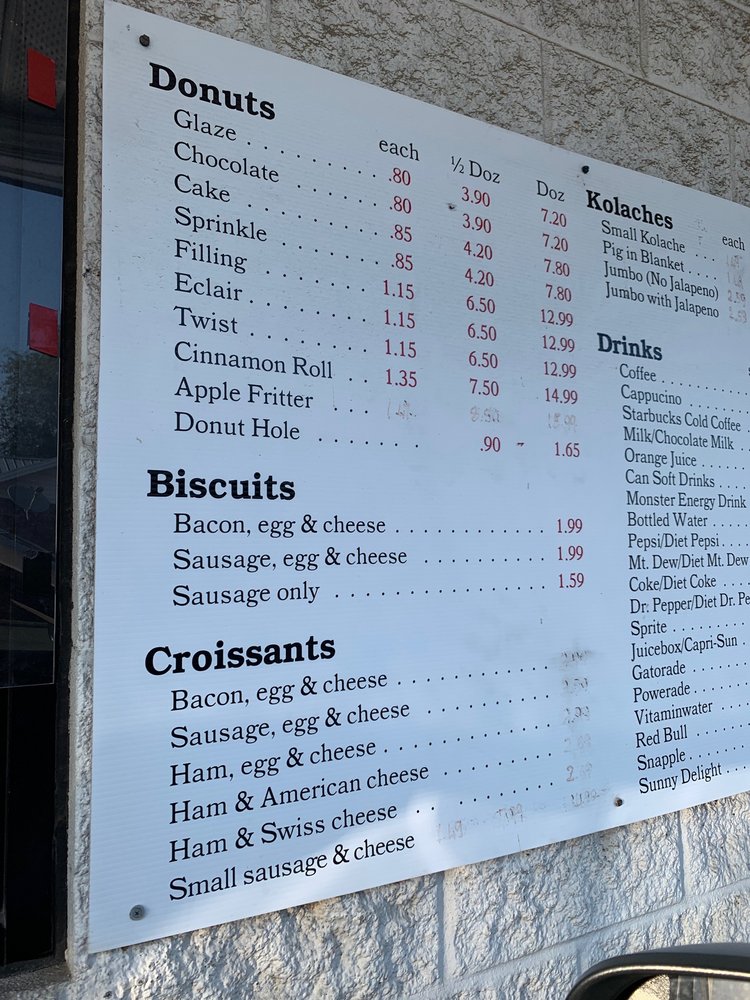 Donuts
each ½ Doz Doz
Glaze .80 3.90 7.20
Chocolate .80 3.90 7.20
Cake .85 4.20 7.80
Sprinkle .85 4.20 7.80
Filling 1.15 6.50 12.99
Eclair 1.15 6.50 12.99
Twist 1.15 6.50 12.99
Cinnamon Roll 1.35 7.50 14.99
Apple Fritter
Donut Hole .90 - 1.65
Biscuits
Bacon, egg & cheese 1.99
Sausage, egg & cheese 1.99
Sausage only 1.59
Croissants
Bacon, egg & cheese
Sausage, egg & cheese
Ham, egg & cheese
Ham & American cheese
Ham & Swiss cheese
Small sausage & cheese
Kolaches
each
Small Kolache
Pig in Blanket
Jumbo (No Jalapeno)
Jumbo with Jalapeno
Drinks
Coffee
Cappucino
Starbucks Cold Coffee
Milk/Chocolate Milk
Orange Juice
Can Soft Drinks
Monster Energy Drink
Bottled Water
Pepsi/Diet Pepsi
Mt. Dew/Diet Mt. Dew
Coke/Diet Coke
Dr. Pepper/Diet Dr. Pe
Sprite
Juicebox/Capri-Sun
Gatorade
Powerade
Vitaminwater
Red Bull
Snapple
Sunny Delight